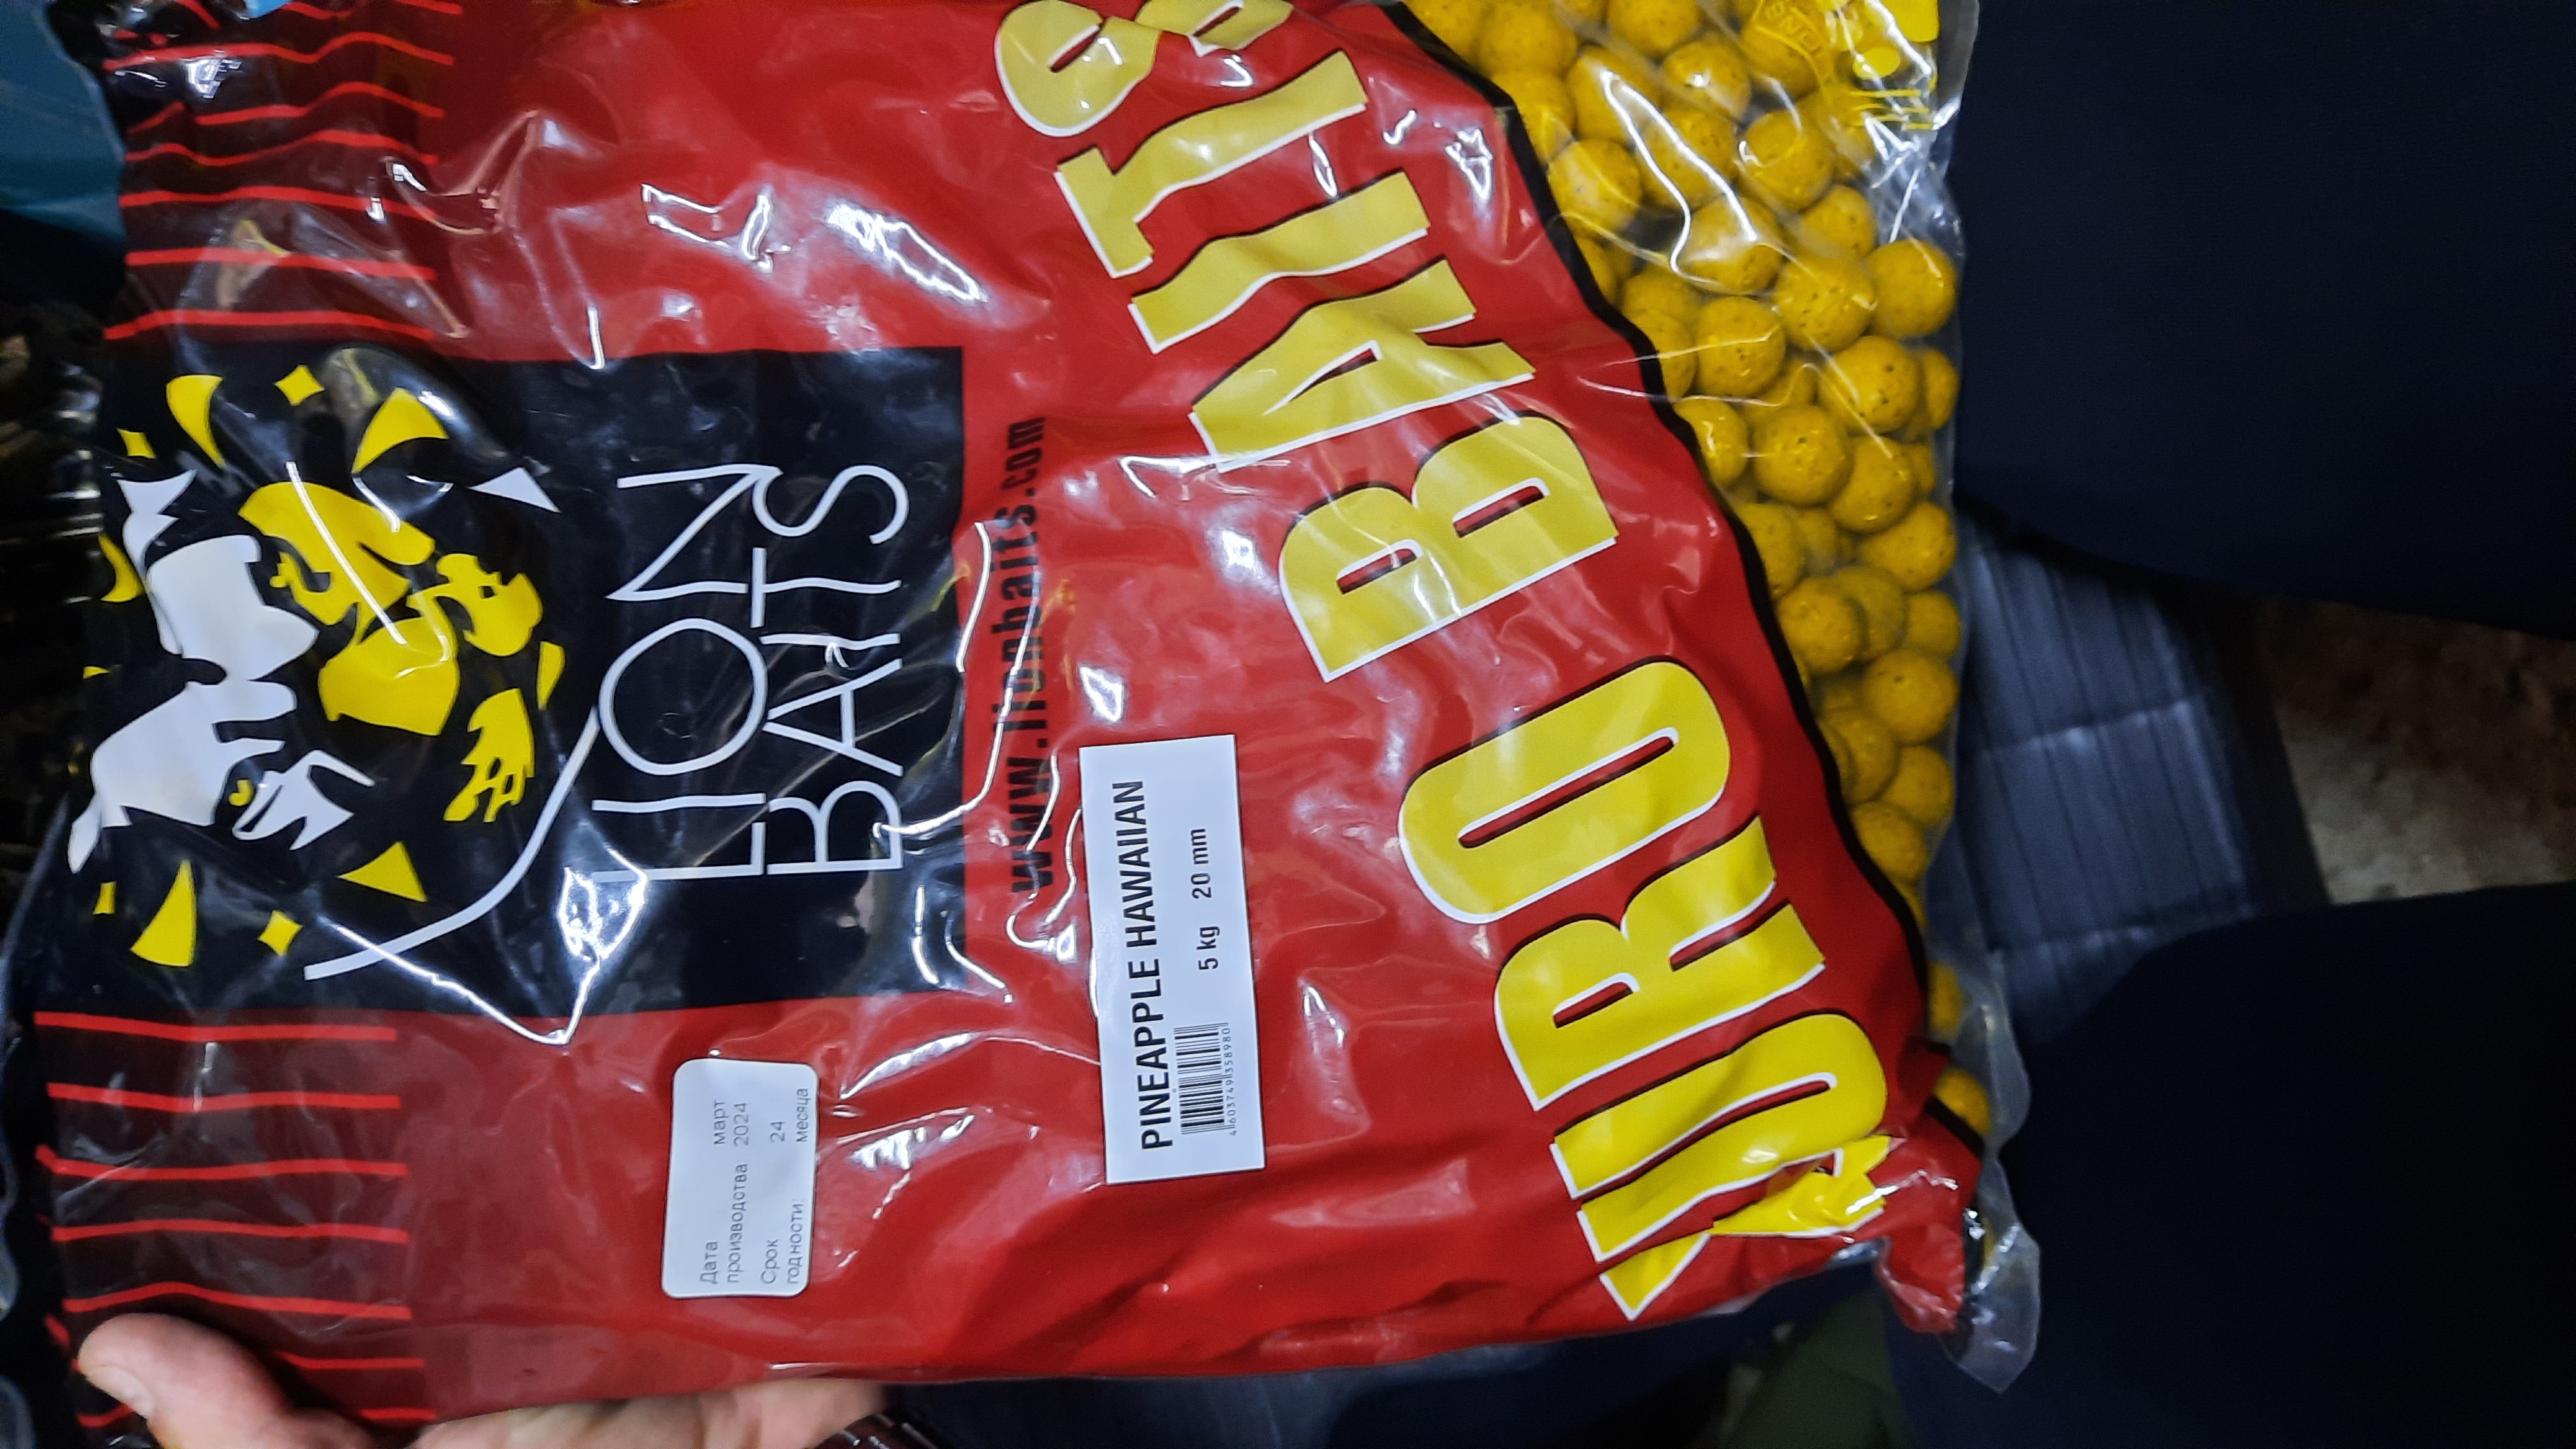 LION
BAITS
www.lionbaits.com
Дата
производства март
2024
Срок
годности: 24
месяца
PINEAPPLE HAWAIIAN
5 kg 20 mm
4603749358980
EURO BAITS